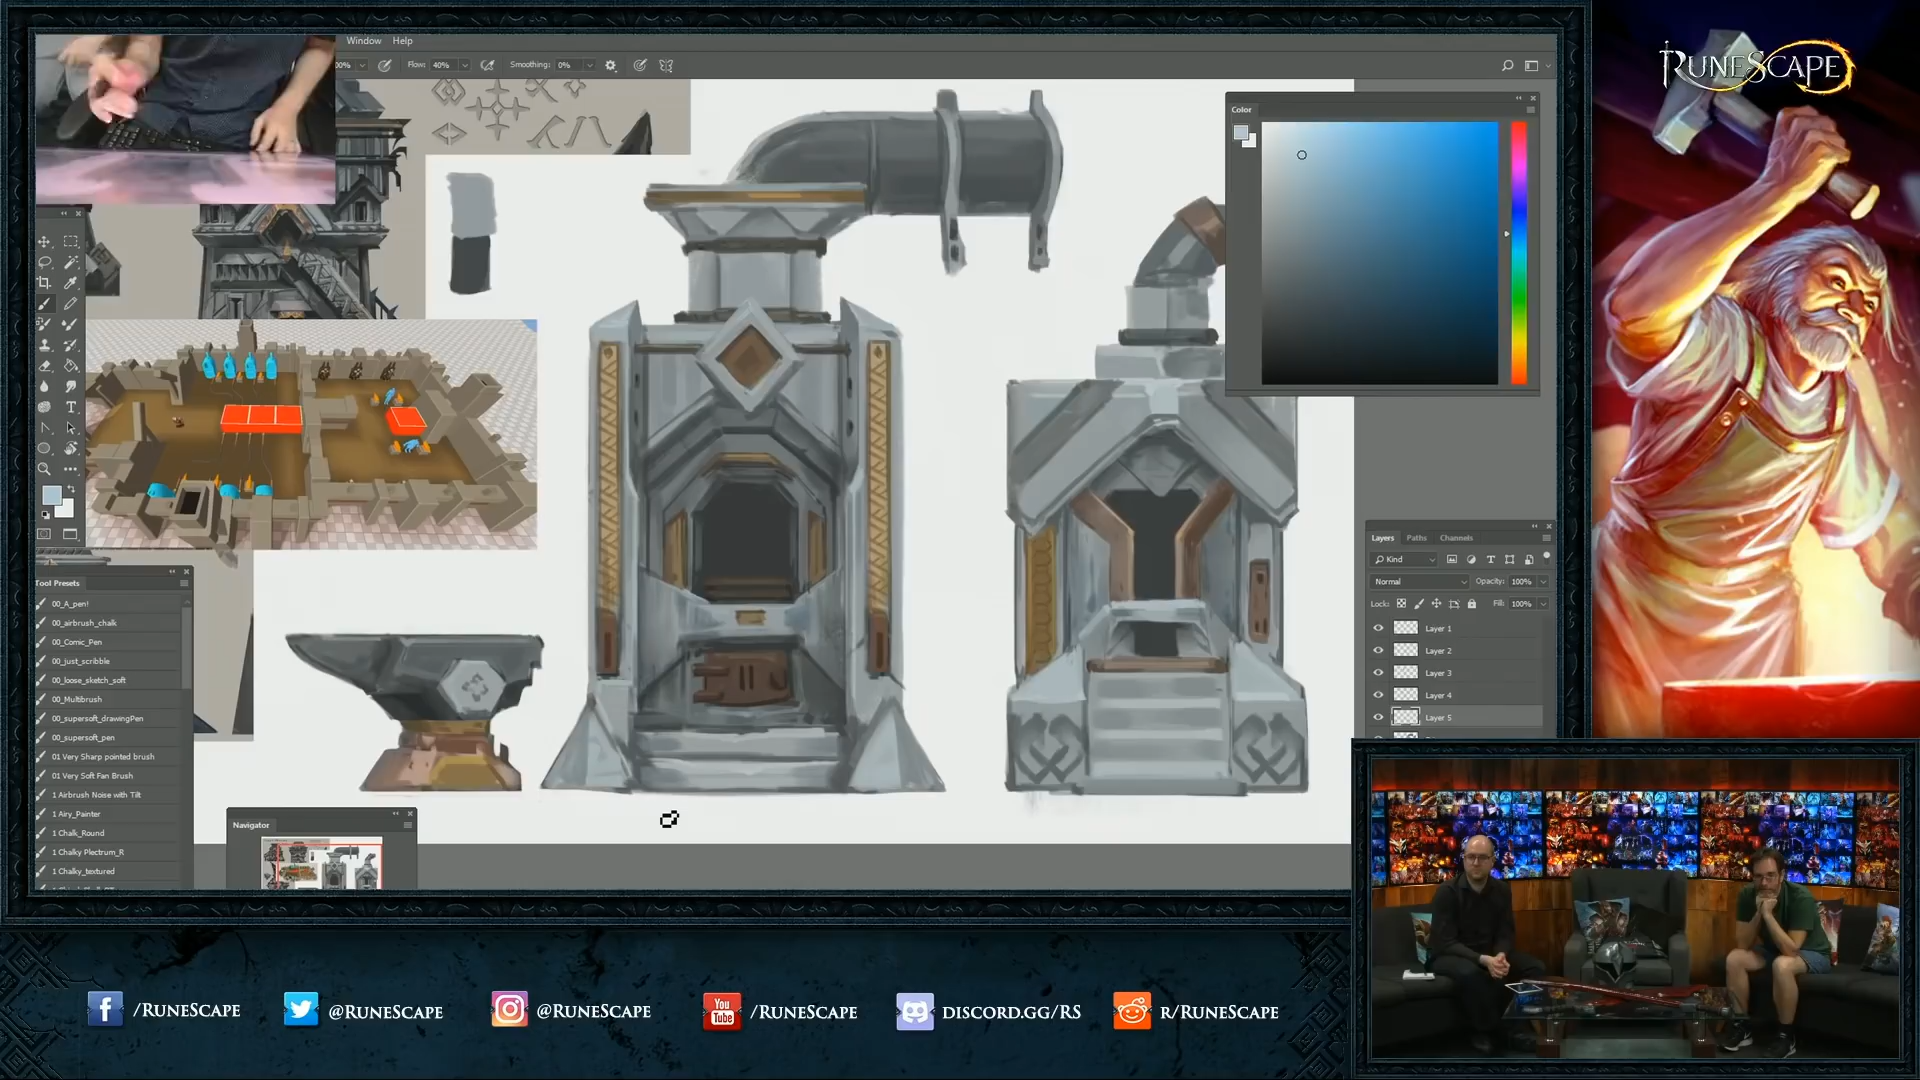 Window Help
Flow: 40% Smoothing: 0%
RuneScape
Color
Tool Presets
00_A_pen!
00_airbrush_chalk
00_Comic_Pen
00_just_scribble
00_loose_sketch_soft
00_Multibrush
00_supersoft_drawingPen
00_supersoft_pen
01 Very Sharp pointed brush
01 Very Soft Fan Brush
1 Airbrush Noise with Tilt
1 Airy_Painter
1 Chalk_Round
1 Chalky Plectrum_R
1 Chalky_textured
Navigator
Layers Paths Channels
Kind
Normal Opacity: 100%
Lock: Fill: 100%
Layer 1
Layer 2
Layer 3
Layer 4
Layer 5
/RuneScape
@RuneScape
@RuneScape
You Tube /RuneScape
discord.gg/RS
r/RuneScape